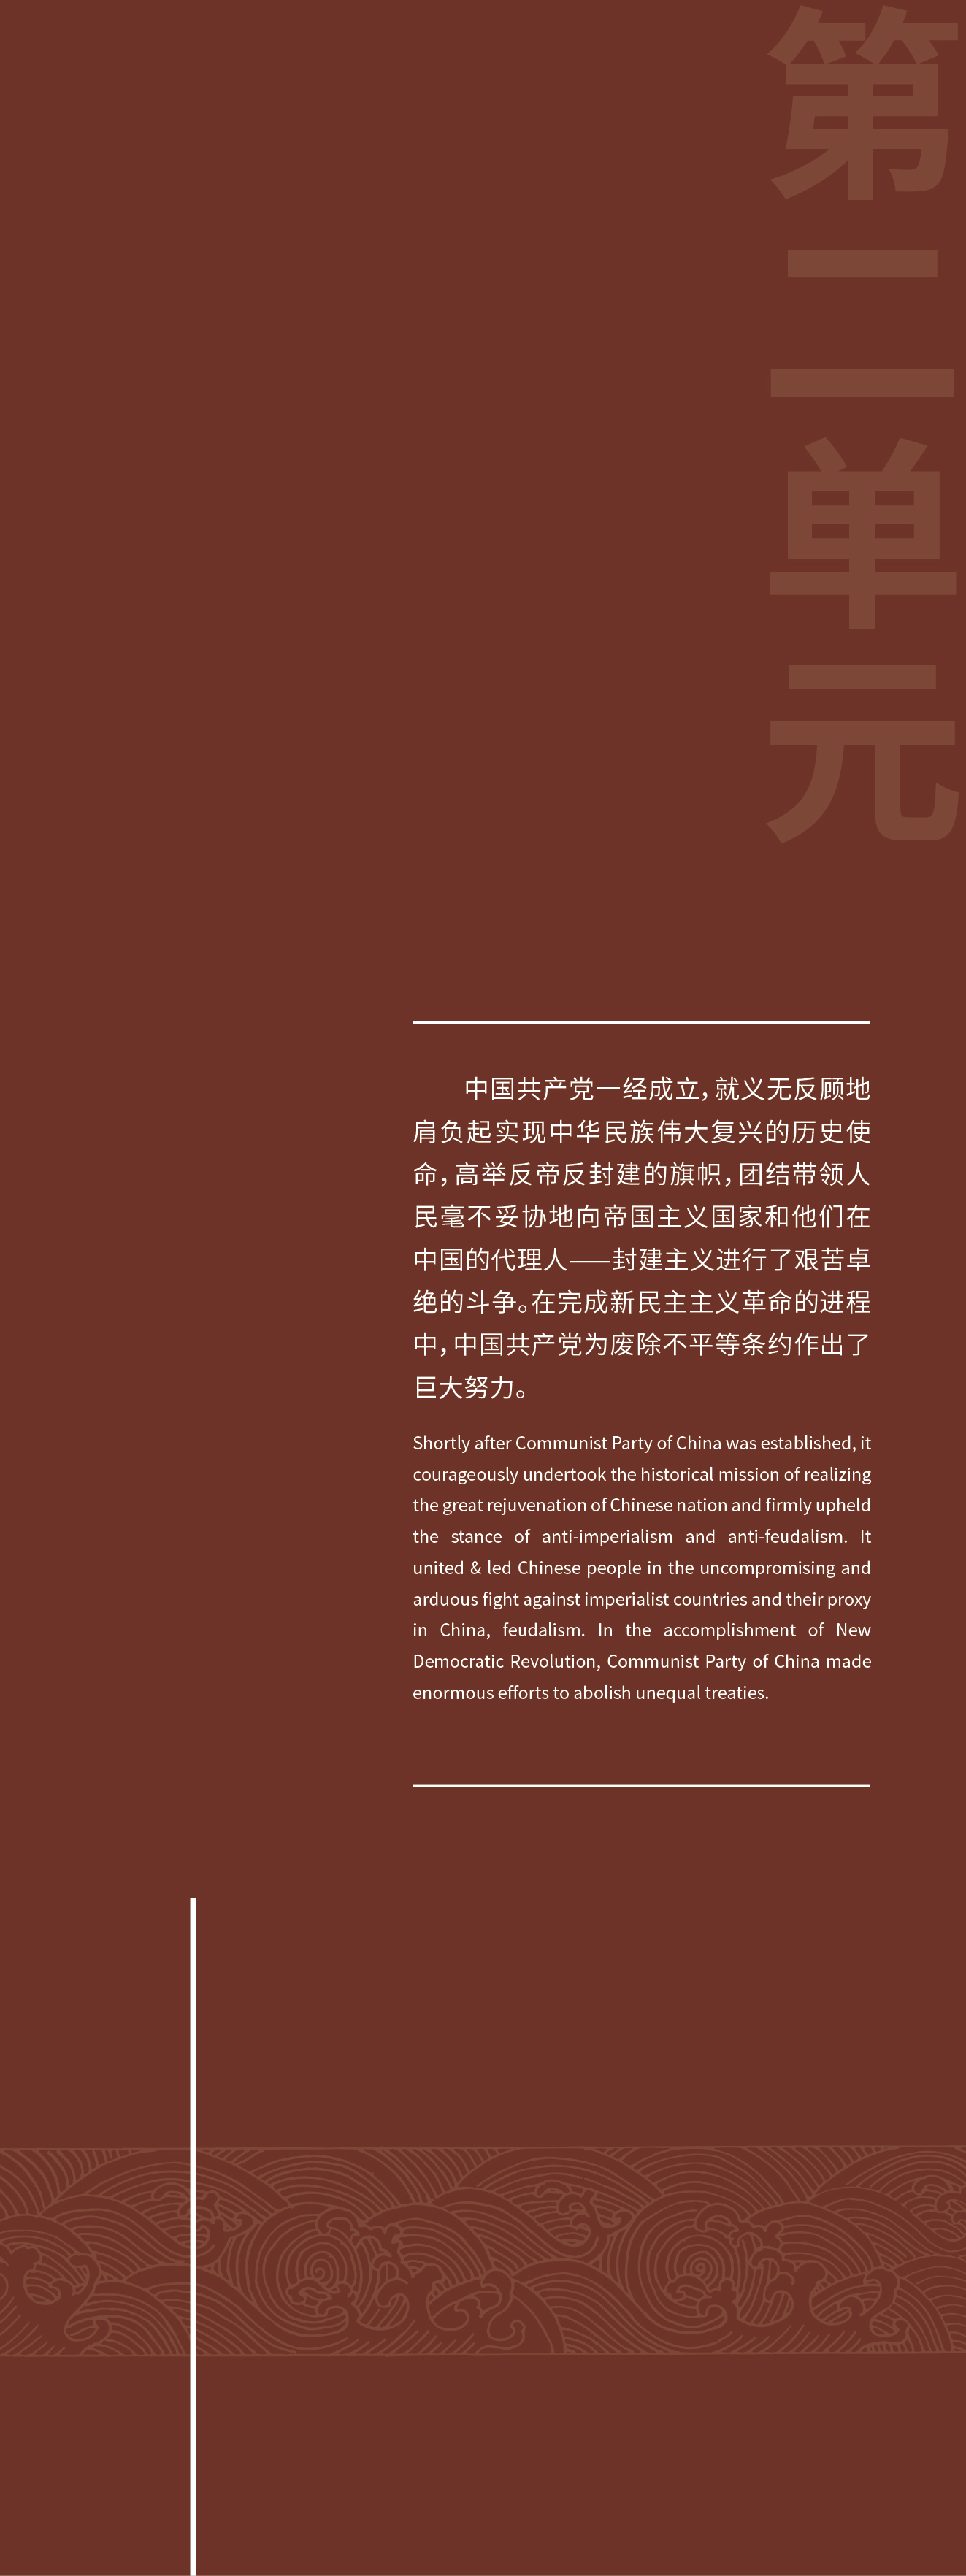 第二单元
中国共产党一经成立，就义无反顾地
肩负起实现中华民族伟大复兴的历史使
命，高举反帝反封建的旗帜，团结带领人
民毫不妥协地向帝国主义国家和他们在
中国的代理人——封建主义进行了艰苦卓
绝的斗争。在完成新民主主义革命的进程
中，中国共产党为废除不平等条约作出了
巨大努力。
Shortly after Communist Party of China was established, it
courageously undertook the historical mission of realizing
the great rejuvenation of Chinese nation and firmly upheld
the stance of anti-imperialism and anti-feudalism. It
united & led Chinese people in the uncompromising and
arduous fight against imperialist countries and their proxy
in China, feudalism. In the accomplishment of New
Democratic Revolution, Communist Party of China made
enormous efforts to abolish unequal treaties.